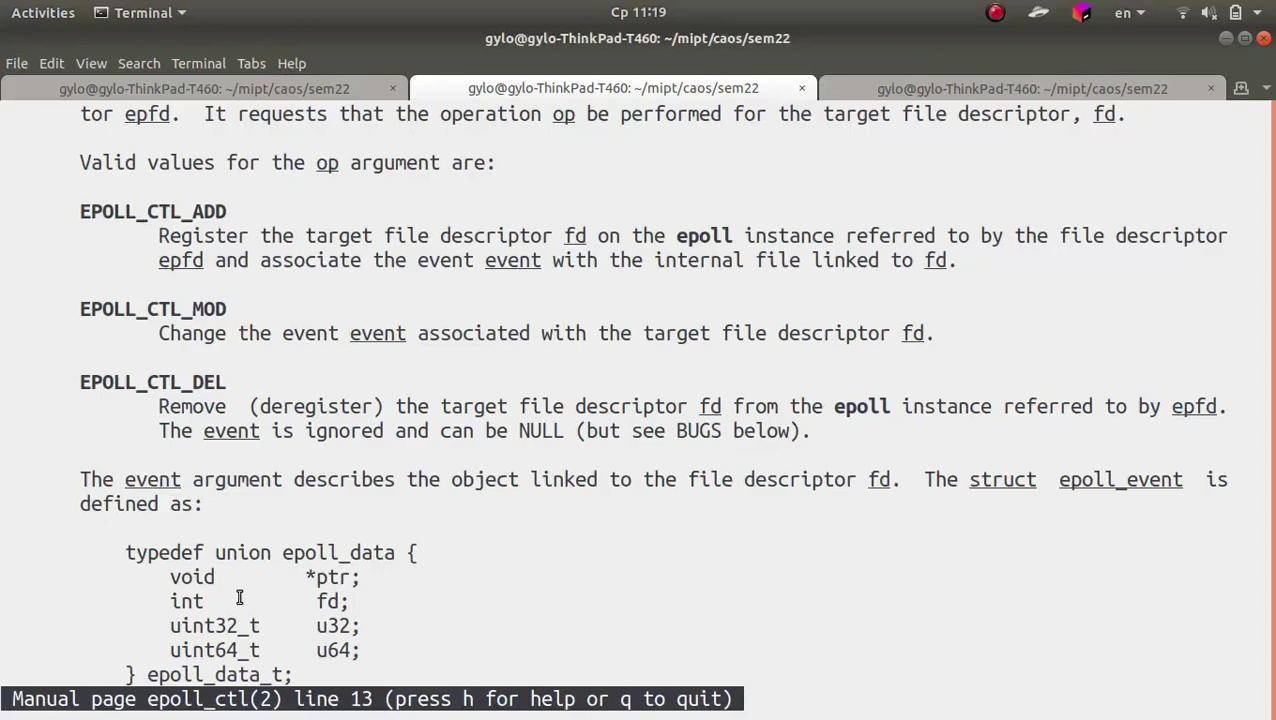 Activities Terminal Ср 11:19 en
gylo@gylo-ThinkPad-T460: ~/mipt/caos/sem22
File Edit View Search Terminal Tabs Help
gylo@gylo-ThinkPad-T460: ~/mipt/caos/sem22 × gylo@gylo-ThinkPad-T460: ~/mipt/caos/sem22 × gylo@gylo-ThinkPad-T460: ~/mipt/caos/sem22 ×
tor epfd. It requests that the operation op be performed for the target file descriptor, fd.
Valid values for the op argument are:
EPOLL_CTL_ADD
Register the target file descriptor fd on the epoll instance referred to by the file descriptor
epfd and associate the event event with the internal file linked to fd.
EPOLL_CTL_MOD
Change the event event associated with the target file descriptor fd.
EPOLL_CTL_DEL
Remove (deregister) the target file descriptor fd from the epoll instance referred to by epfd.
The event is ignored and can be NULL (but see BUGS below).
The event argument describes the object linked to the file descriptor fd. The struct epoll_event is
defined as:
typedef union epoll_data {
void *ptr;
int fd;
uint32_t u32;
uint64_t u64;
} epoll_data_t;
Manual page epoll_ctl(2) line 13 (press h for help or q to quit)